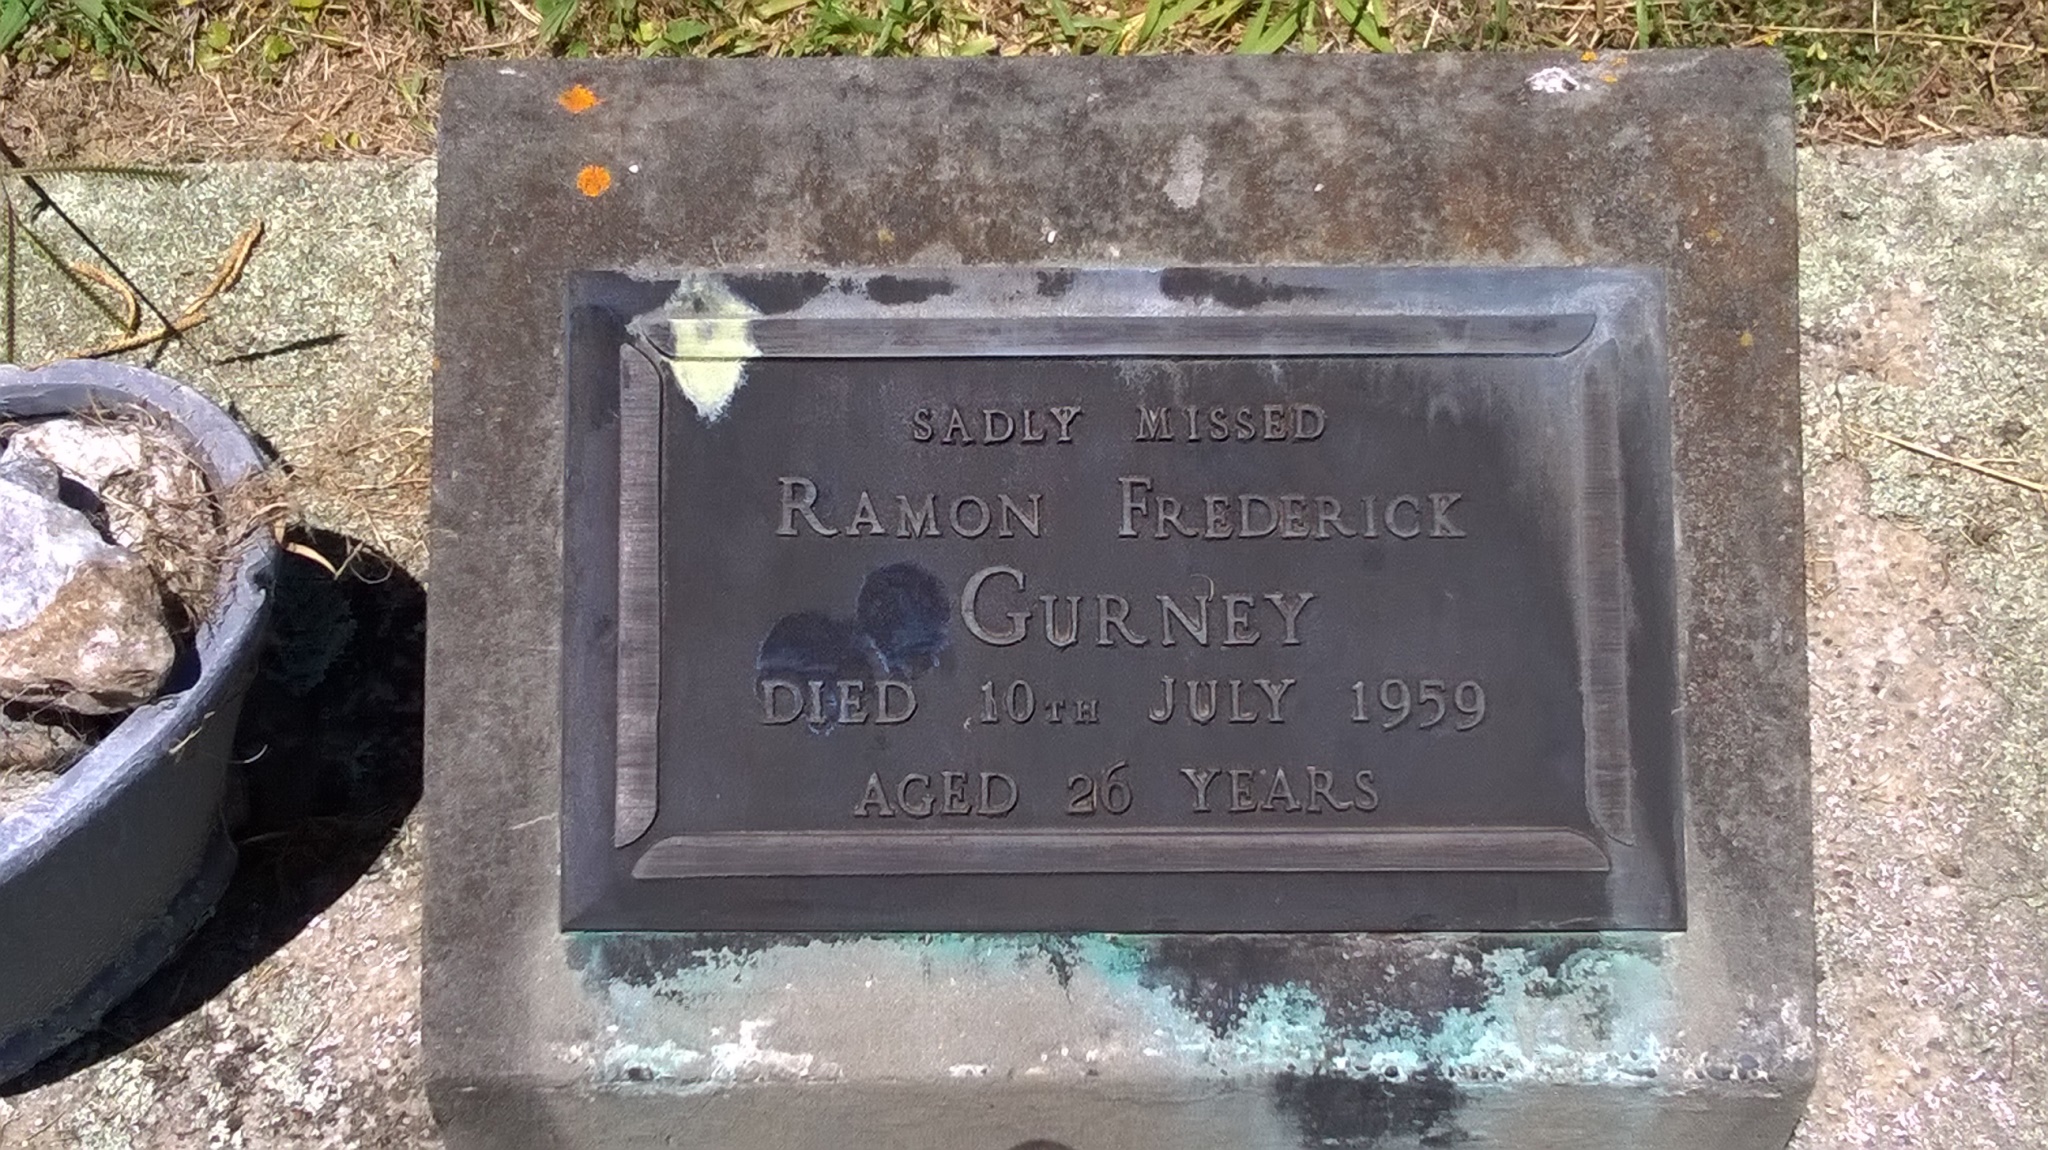 SADLY MISSED
RAMON FREDERICK
GURNEY
DIED 10TH JULY 1959
AGED 26 YEARS